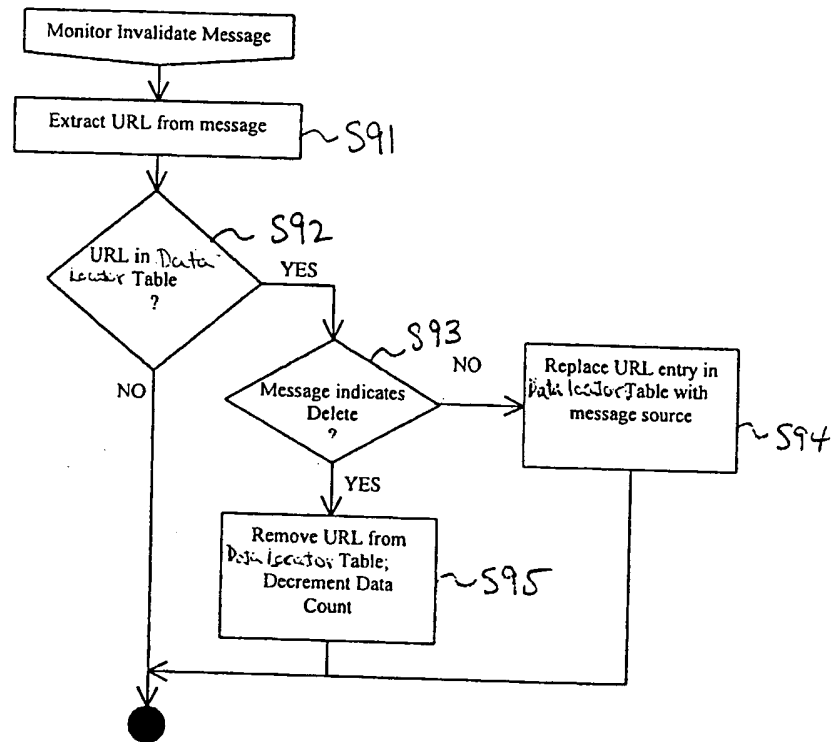 Monitor Invalidate Message
Extract URL from message
S91
S92
URL in Data
locator Table
?
YES
NO
S93
Message indicates
Delete
?
NO
YES
Replace URL entry in
Data locator Table with
message source
S94
Remove URL from
Data locator Table;
Decrement Data
Count
S95